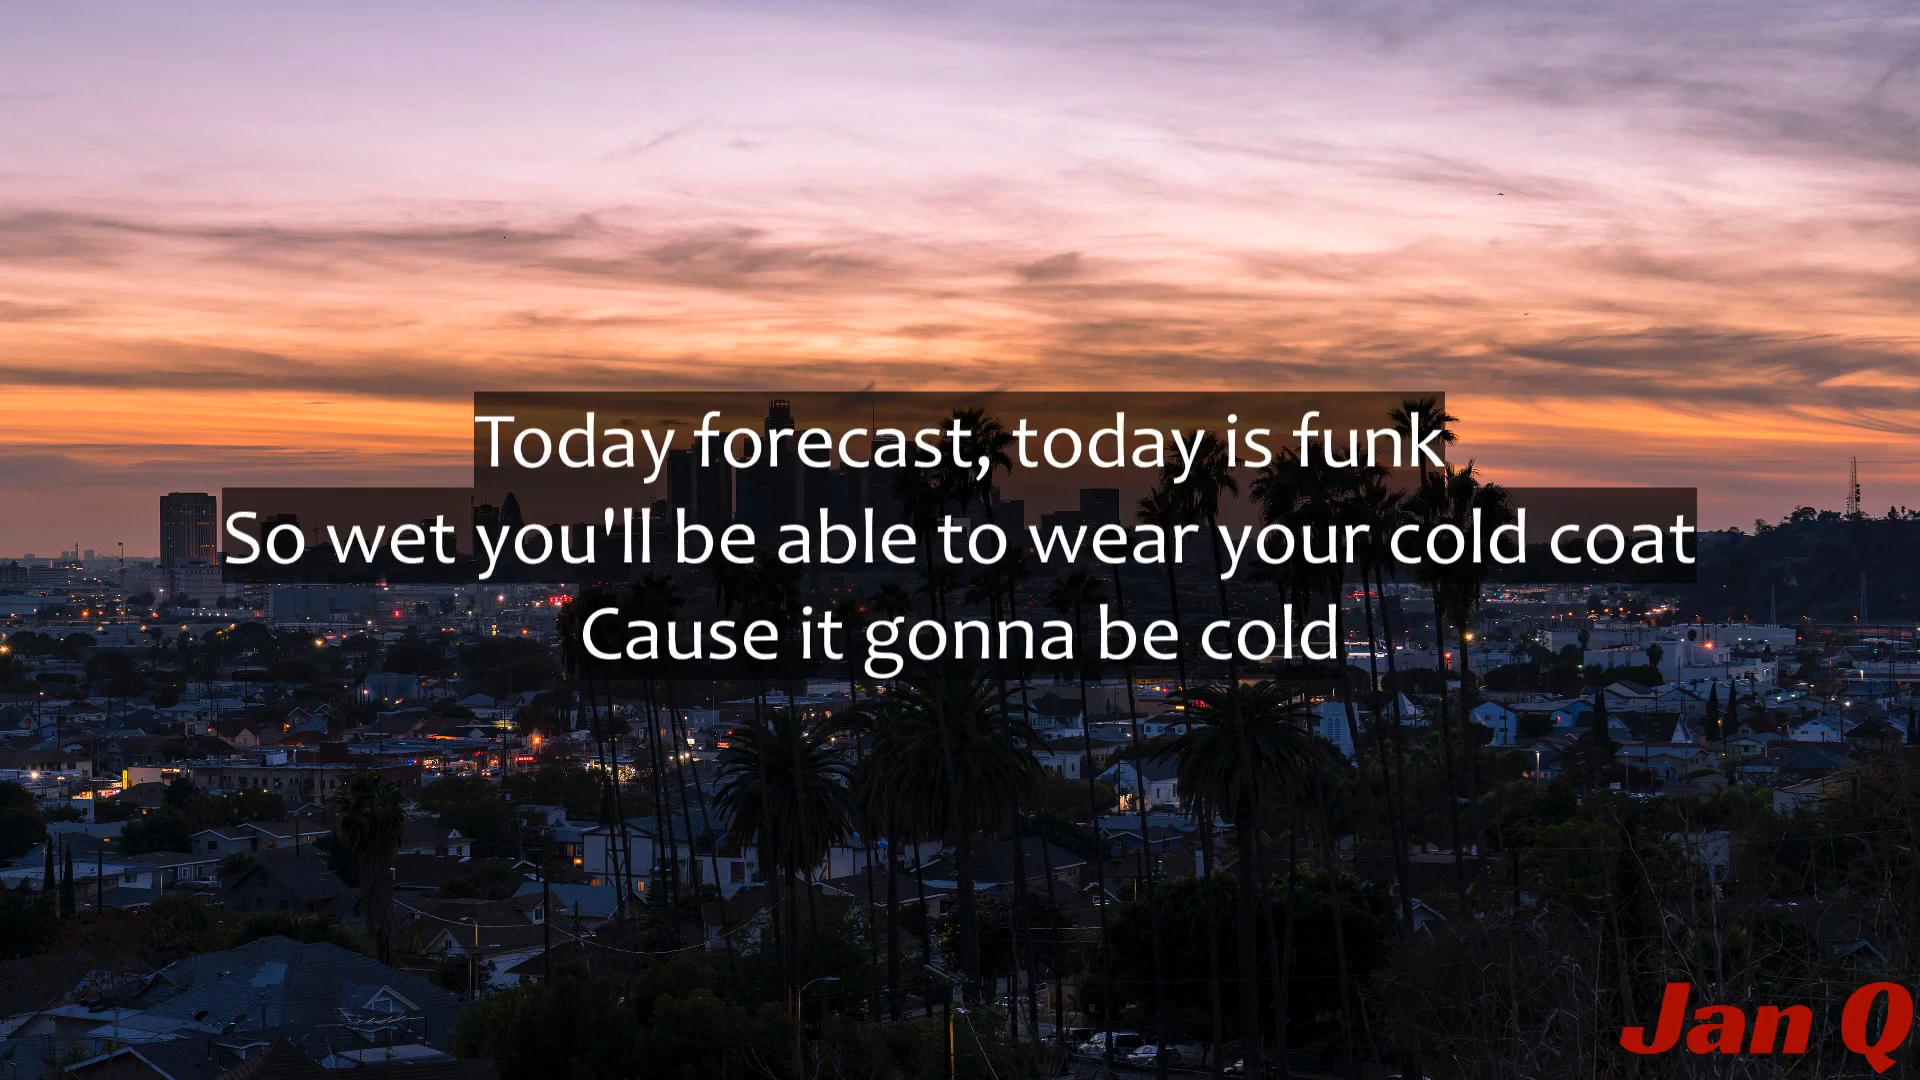 Today forecast, today is funk
So wet you'll be able to wear your cold coat
Cause it gonna be cold
Jan Q